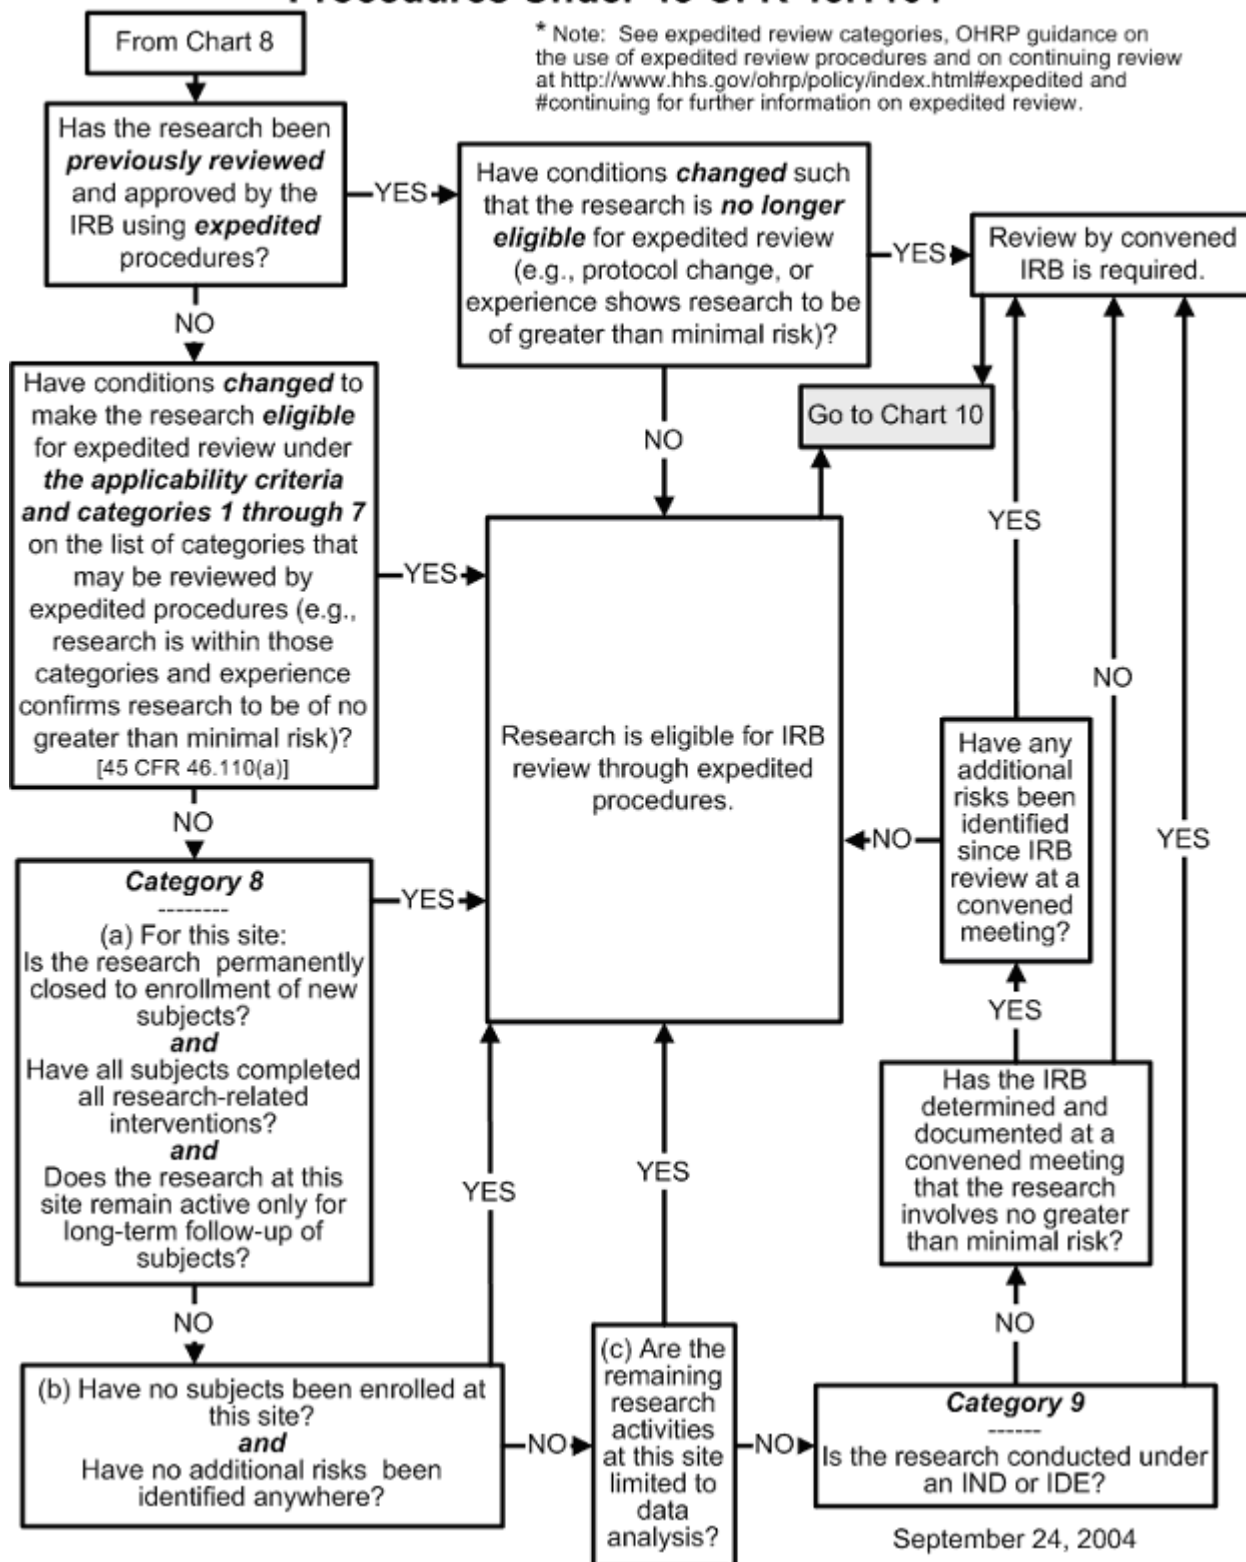 From Chart 8
* Note: See expedited review categories, OHRP guidance on
the use of expedited review procedures and on continuing review
at http://www.hhs.gov/ohrp/policy/index.html#expedited and
#continuing for further information on expedited review.
Has the research been
previously reviewed
and approved by the
IRB using expedited
procedures?
YES
Have conditions changed such
that the research is no longer
eligible for expedited review
(e.g., protocol change, or
experience shows research to be
of greater than minimal risk)?
YES
Review by convened
IRB is required.
NO
Have conditions changed to
make the research eligible
for expedited review under
the applicability criteria
and categories 1 through 7
on the list of categories that
may be reviewed by
expedited procedures (e.g.,
research is within those
categories and experience
confirms research to be of no
greater than minimal risk)?
[45 CFR 46.110(a)]
YES
NO
Go to Chart 10
Research is eligible for IRB
review through expedited
procedures.
YES
NO
YES
Have any
additional
risks been
identified
since IRB
review at a
convened
meeting?
NO
NO
Category 8
--------
(a) For this site:
Is the research permanently
closed to enrollment of new
subjects?
and
Have all subjects completed
all research-related
interventions?
and
Does the research at this
site remain active only for
long-term follow-up of
subjects?
YES
YES
YES
YES
Has the IRB
determined and
documented at a
convened meeting
that the research
involves no greater
than minimal risk?
NO
NO
(b) Have no subjects been enrolled at
this site?
and
Have no additional risks been
identified anywhere?
NO
(c) Are the
remaining
research
activities
at this site
limited to
data
analysis?
NO
Category 9
------
Is the research conducted under
an IND or IDE?
September 24, 2004